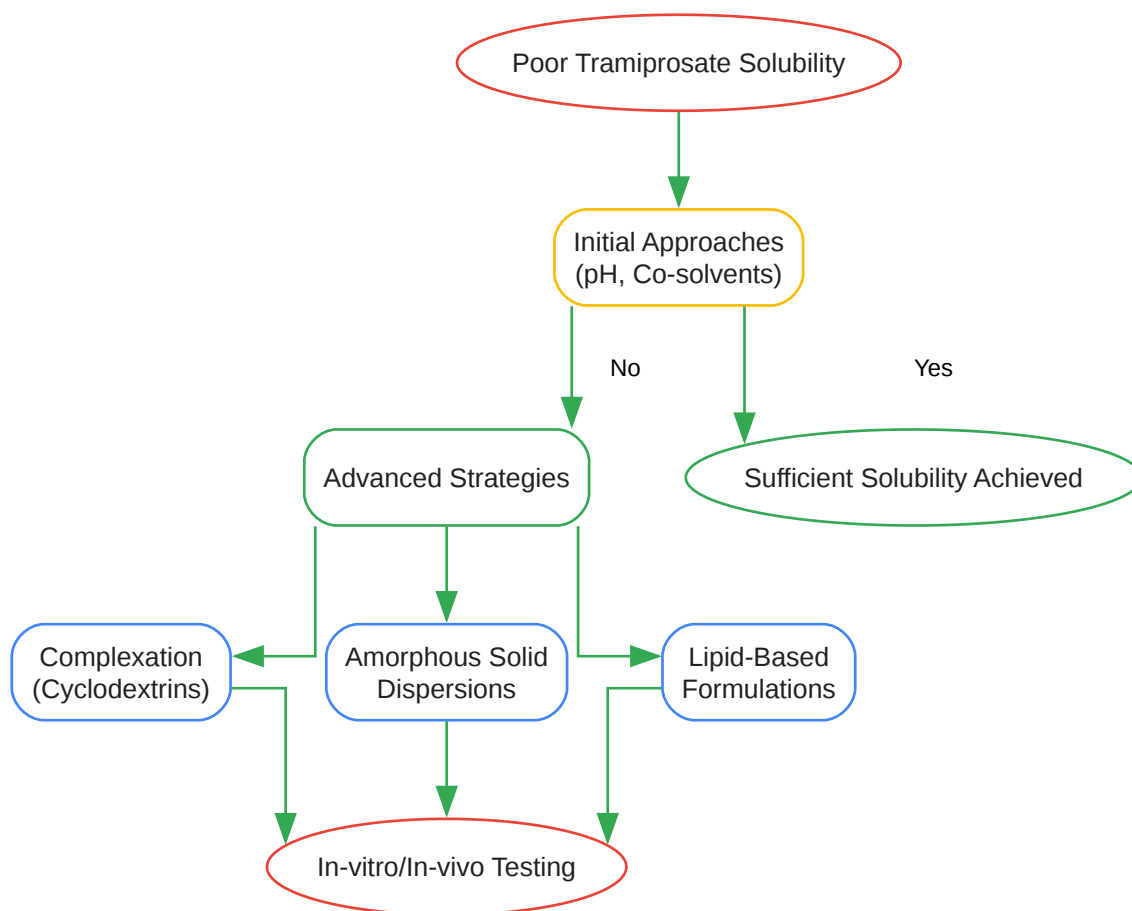 Poor Tramiprosate Solubility
Initial Approaches
(pH, Co-solvents)
No
Yes
Advanced Strategies
Sufficient Solubility Achieved
Complexation
(Cyclodextrins)
Amorphous Solid
Dispersions
Lipid-Based
Formulations
In-vitro/In-vivo Testing